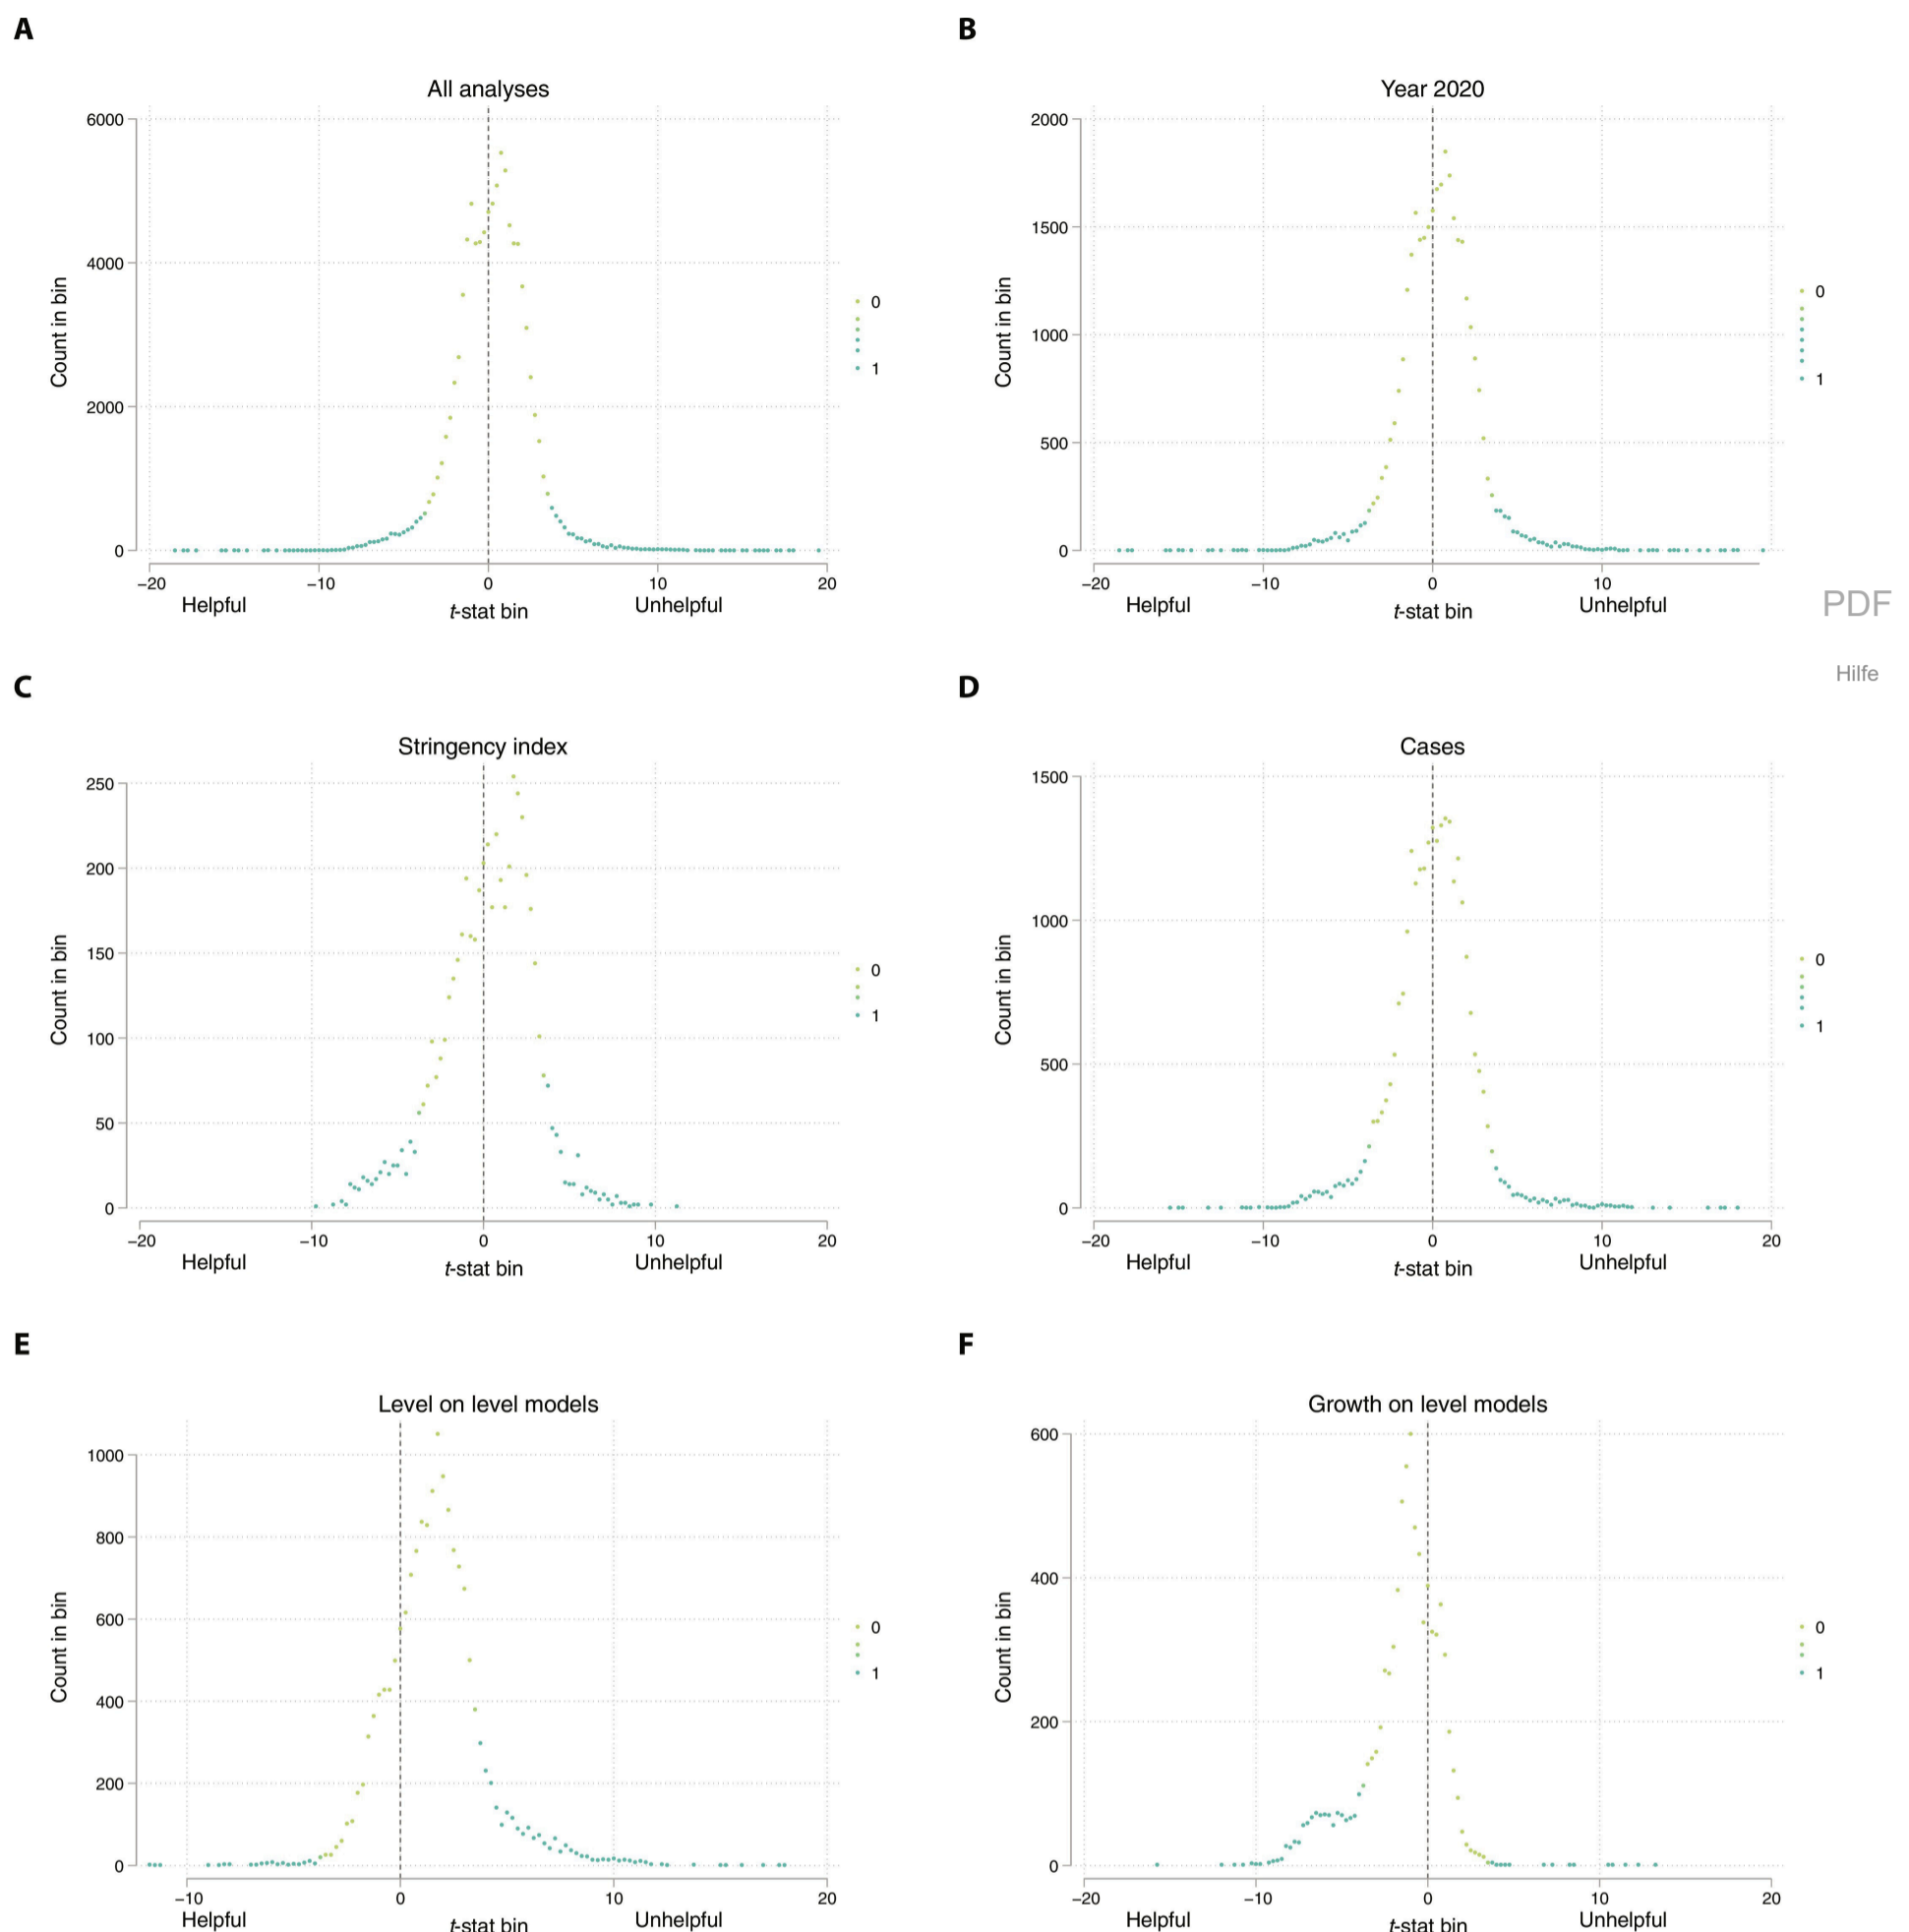 A
All analyses
6000
4000
2000
0
Count in bin
−20
−10
0
10
20
Helpful
t-stat bin
Unhelpful
0
1
B
Year 2020
2000
1500
1000
500
0
Count in bin
−20
−10
0
10
Helpful
t-stat bin
Unhelpful
0
1
PDF
Hilfe
C
Stringency index
250
200
150
100
50
0
Count in bin
−20
−10
0
10
20
Helpful
t-stat bin
Unhelpful
0
1
D
Cases
1500
1000
500
0
Count in bin
−20
−10
0
10
20
Helpful
t-stat bin
Unhelpful
0
1
E
Level on level models
1000
800
600
400
200
0
Count in bin
−10
0
10
20
Helpful
t-stat bin
Unhelpful
0
1
F
Growth on level models
600
400
200
0
Count in bin
−20
−10
0
10
20
Helpful
t-stat bin
Unhelpful
0
1